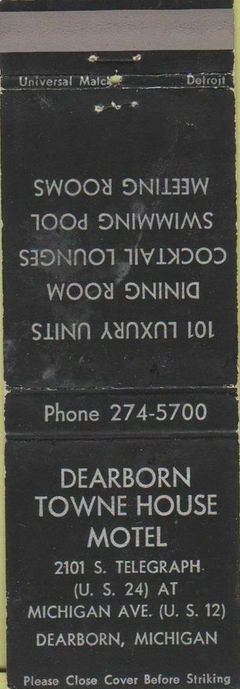 Universal Match Detroit
101 LUXURY UNITS
DINING ROOM
COCKTAIL LOUNGES
SWIMMING POOL
MEETING ROOMS
Phone 274-5700
DEARBORN
TOWNE HOUSE
MOTEL
2101 S. TELEGRAPH
(U. S. 24) AT
MICHIGAN AVE. (U. S. 12)
DEARBORN, MICHIGAN
Please Close Cover Before Striking